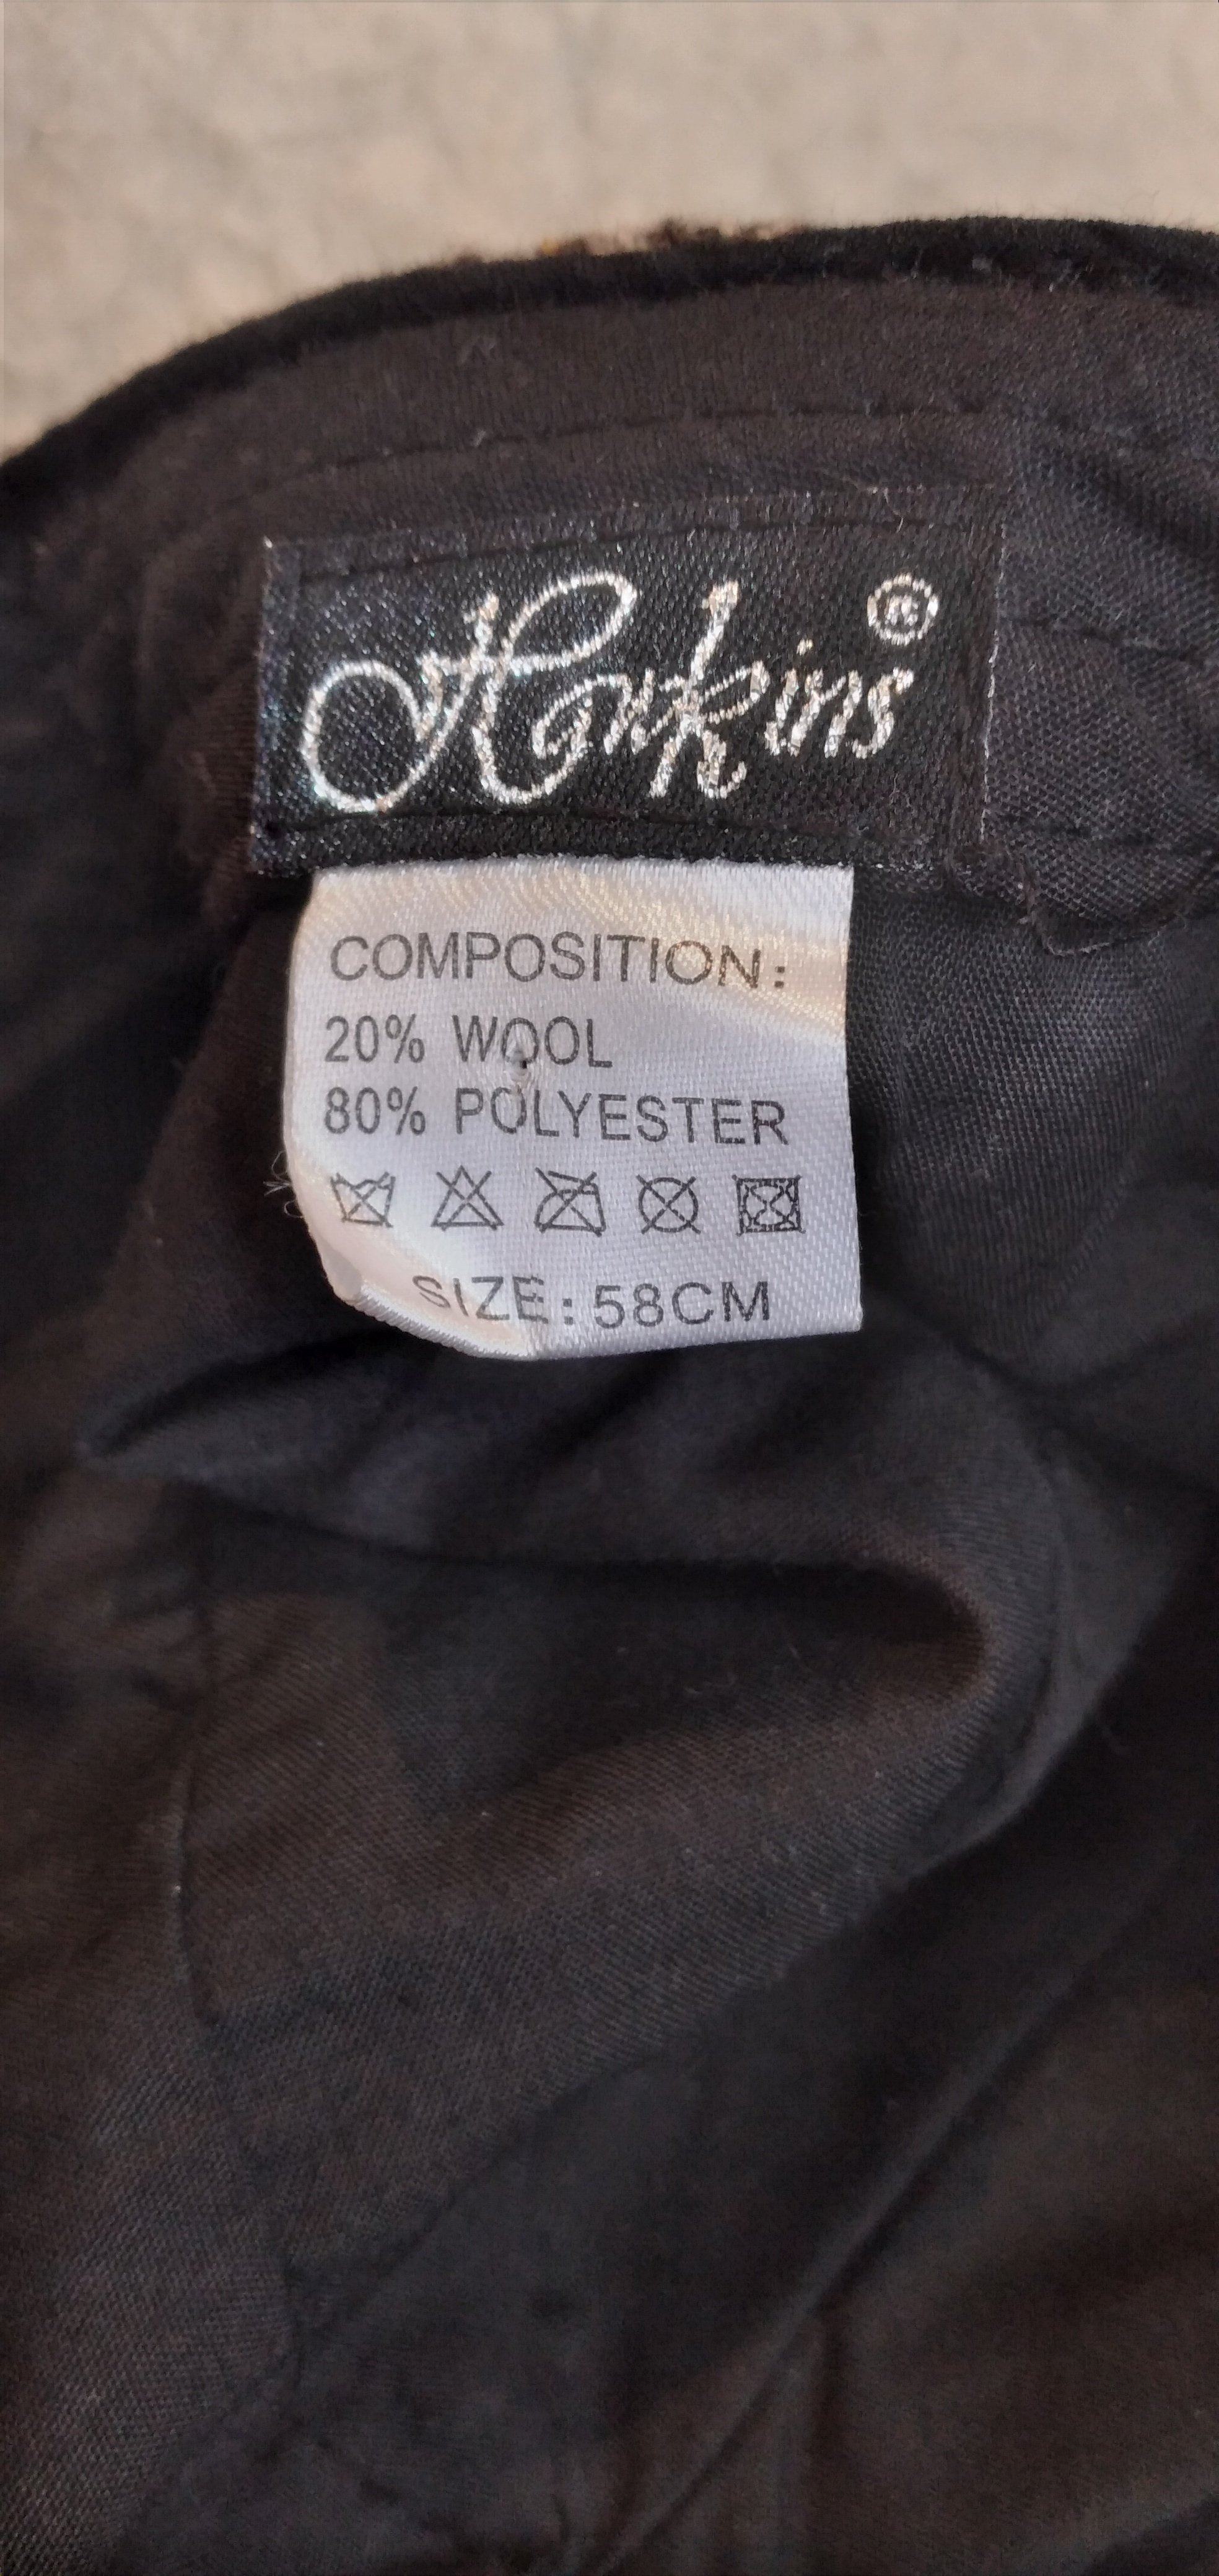 Hawkins®
COMPOSITION:
20% WOOL
80% POLYESTER
SIZE: 58CM